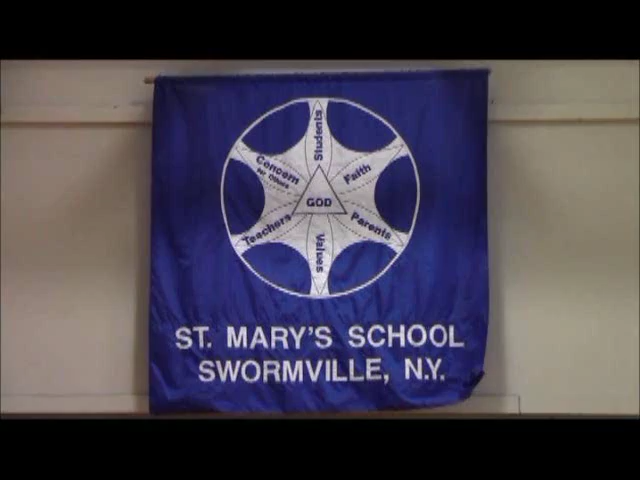 Students
Faith
Parents
Values
Teachers
Concern
for Others
GOD
ST. MARY'S SCHOOL
SWORMVILLE, N.Y.